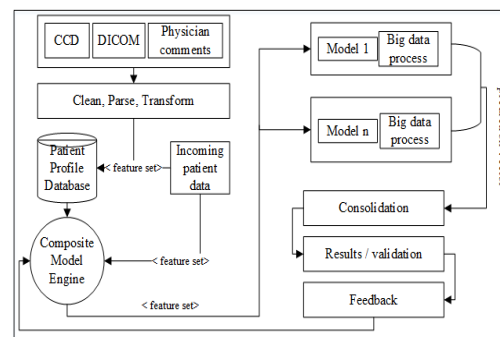 CCD
DICOM
Physician
comments
Clean, Parse, Transform
Patient
Profile
Database
< feature set>
Incoming
patient
data
Composite
Model
Engine
< feature set>
< feature set>
Model 1
Big data
process
Model n
Big data
process
Consolidation
Results / validation
Feedback